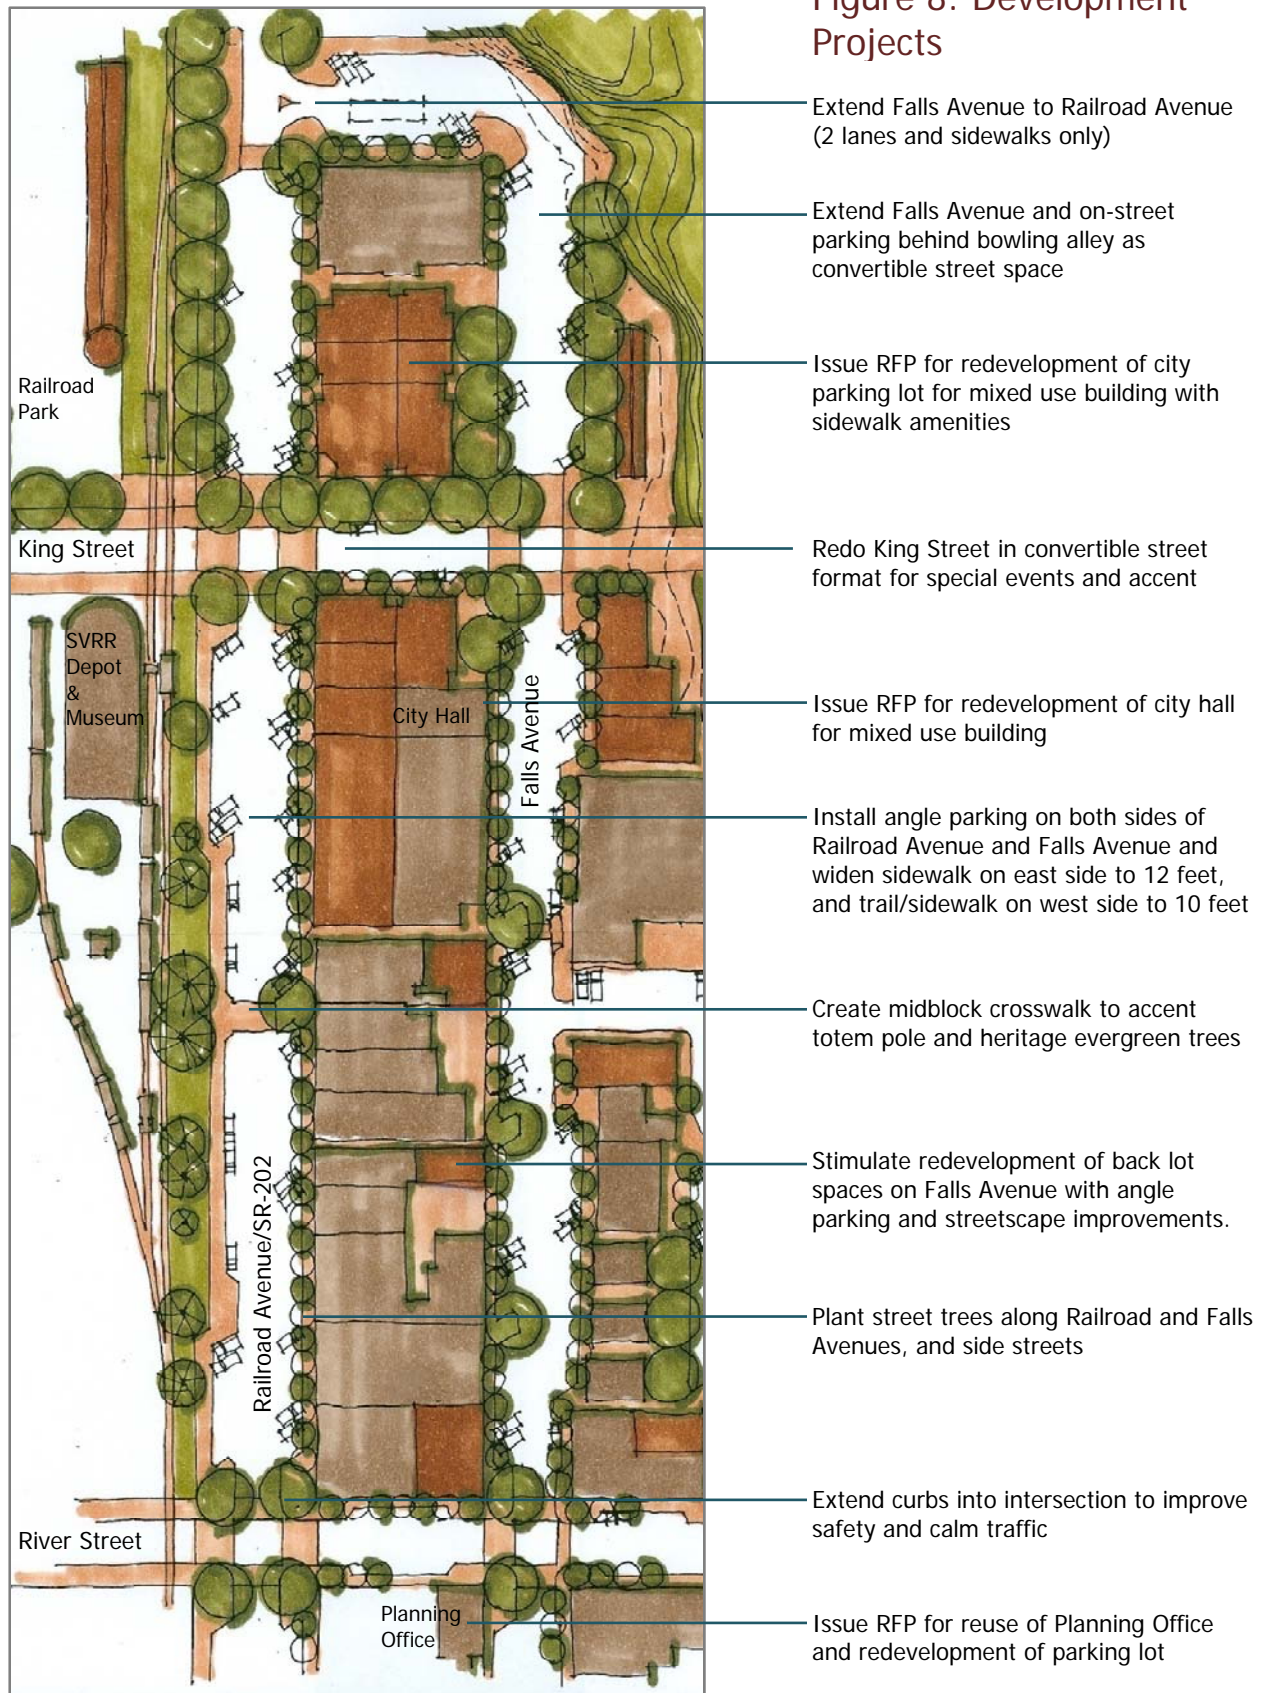 Figure 8: Development
Projects
Extend Falls Avenue to Railroad Avenue
(2 lanes and sidewalks only)
Extend Falls Avenue and on-street
parking behind bowling alley as
convertible street space
Issue RFP for redevelopment of city
parking lot for mixed use building with
sidewalk amenities
Railroad
Park
King Street
Redo King Street in convertible street
format for special events and accent
SVRR
Depot
&
Museum
City Hall
Falls Avenue
Issue RFP for redevelopment of city hall
for mixed use building
Install angle parking on both sides of
Railroad Avenue and Falls Avenue and
widen sidewalk on east side to 12 feet,
and trail/sidewalk on west side to 10 feet
Create midblock crosswalk to accent
totem pole and heritage evergreen trees
Stimulate redevelopment of back lot
spaces on Falls Avenue with angle
parking and streetscape improvements.
Railroad Avenue/SR-202
Plant street trees along Railroad and Falls
Avenues, and side streets
Extend curbs into intersection to improve
safety and calm traffic
River Street
Planning
Office
Issue RFP for reuse of Planning Office
and redevelopment of parking lot